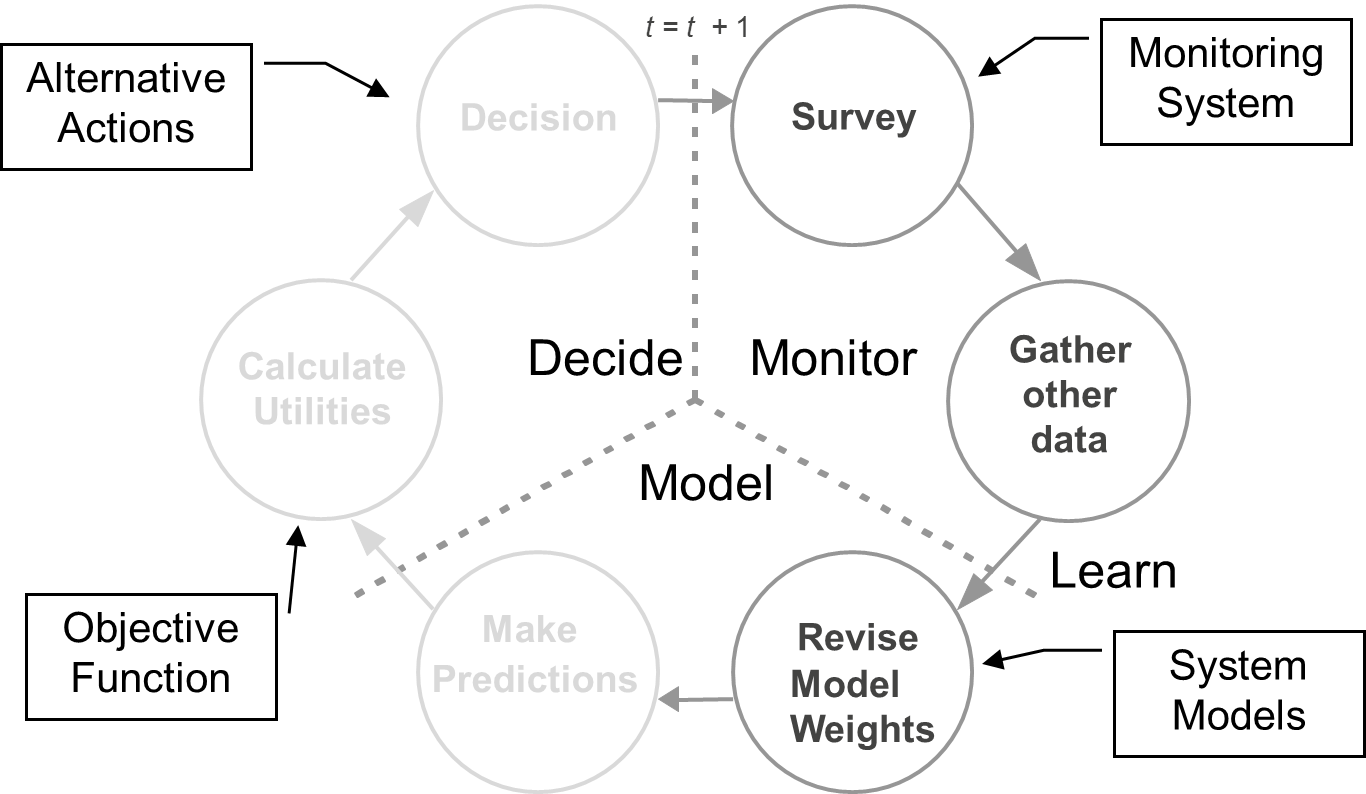 t = t + 1
Alternative
Actions
Decision
Survey
Monitoring
System
Calculate
Utilities
Decide
Monitor
Gather
other
data
Model
Learn
Objective
Function
Make
Predictions
Revise
Model
Weights
System
Models